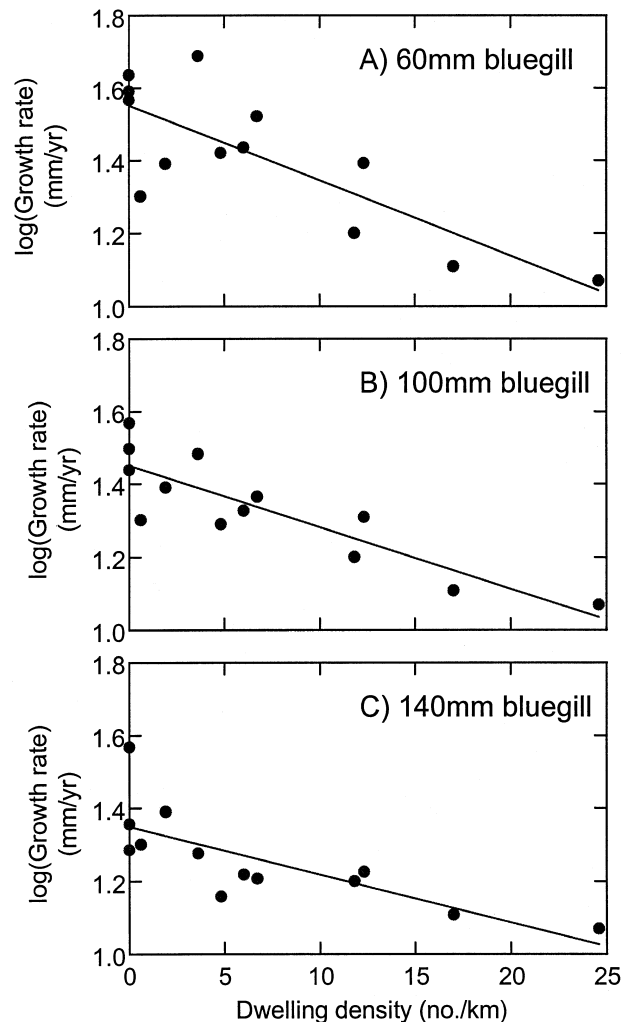 1.8
A) 60mm bluegill
1.6
1.4
1.2
1.0
log(Growth rate)
(mm/yr)
1.8
B) 100mm bluegill
1.6
1.4
1.2
1.0
log(Growth rate)
(mm/yr)
1.8
C) 140mm bluegill
1.6
1.4
1.2
1.0
log(Growth rate)
(mm/yr)
0 5 10 15 20 25
Dwelling density (no./km)